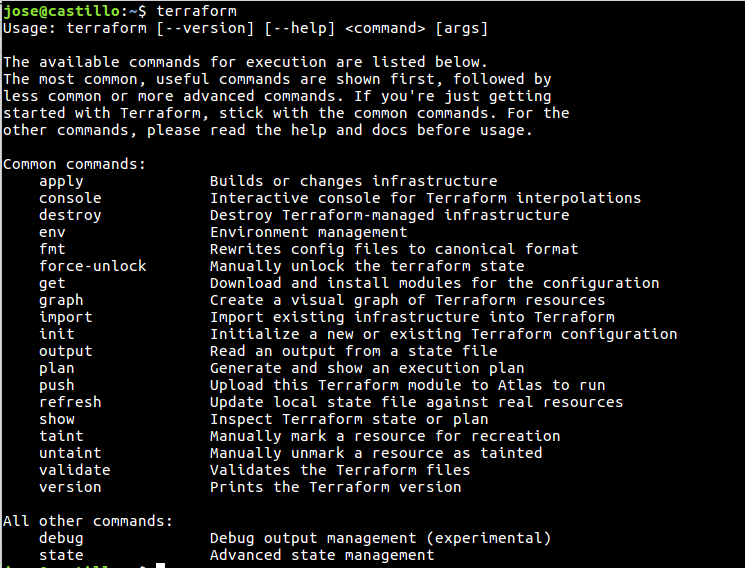 jose@castillo:~$ terraform
Usage: terraform [--version] [--help] <command> [args]

The available commands for execution are listed below.
The most common, useful commands are shown first, followed by
less common or more advanced commands. If you're just getting
started with Terraform, stick with the common commands. For the
other commands, please read the help and docs before usage.

Common commands:
    apply              Builds or changes infrastructure
    console            Interactive console for Terraform interpolations
    destroy            Destroy Terraform-managed infrastructure
    env                Environment management
    fmt                Rewrites config files to canonical format
    force-unlock       Manually unlock the terraform state
    get                Download and install modules for the configuration
    graph              Create a visual graph of Terraform resources
    import             Import existing infrastructure into Terraform
    init               Initialize a new or existing Terraform configuration
    output             Read an output from a state file
    plan               Generate and show an execution plan
    push               Upload this Terraform module to Atlas to run
    refresh            Update local state file against real resources
    show               Inspect Terraform state or plan
    taint              Manually mark a resource for recreation
    untaint            Manually unmark a resource as tainted
    validate           Validates the Terraform files
    version            Prints the Terraform version

All other commands:
    debug              Debug output management (experimental)
    state              Advanced state management
jose@castillo:~$